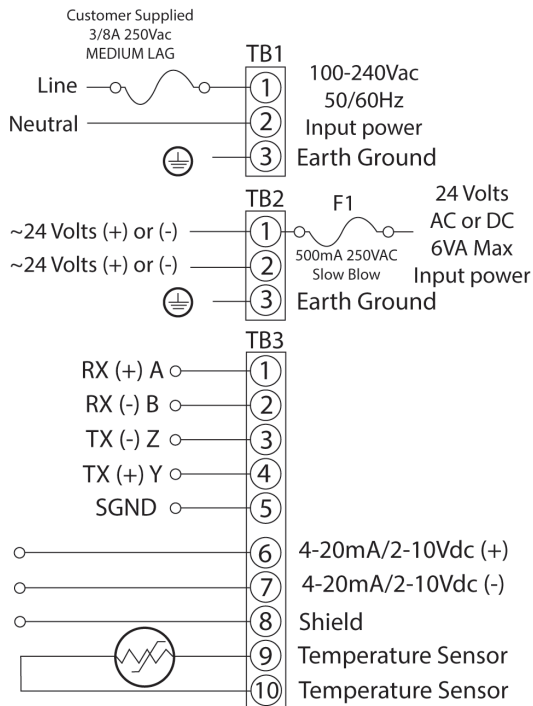 Customer Supplied
3/8A 250Vac
MEDIUM LAG
TB1
Line
1
100-240Vac
50/60Hz
Neutral
2
Input power
3
Earth Ground
TB2
F1
24 Volts
AC or DC
~24 Volts (+) or (-)
1
500mA 250VAC
6VA Max
~24 Volts (+) or (-)
2
Slow Blow
Input power
3
Earth Ground
TB3
RX (+) A
1
RX (-) B
2
TX (-) Z
3
TX (+) Y
4
SGND
5
6
4-20mA/2-10Vdc (+)
7
4-20mA/2-10Vdc (-)
8
Shield
9
Temperature Sensor
10
Temperature Sensor